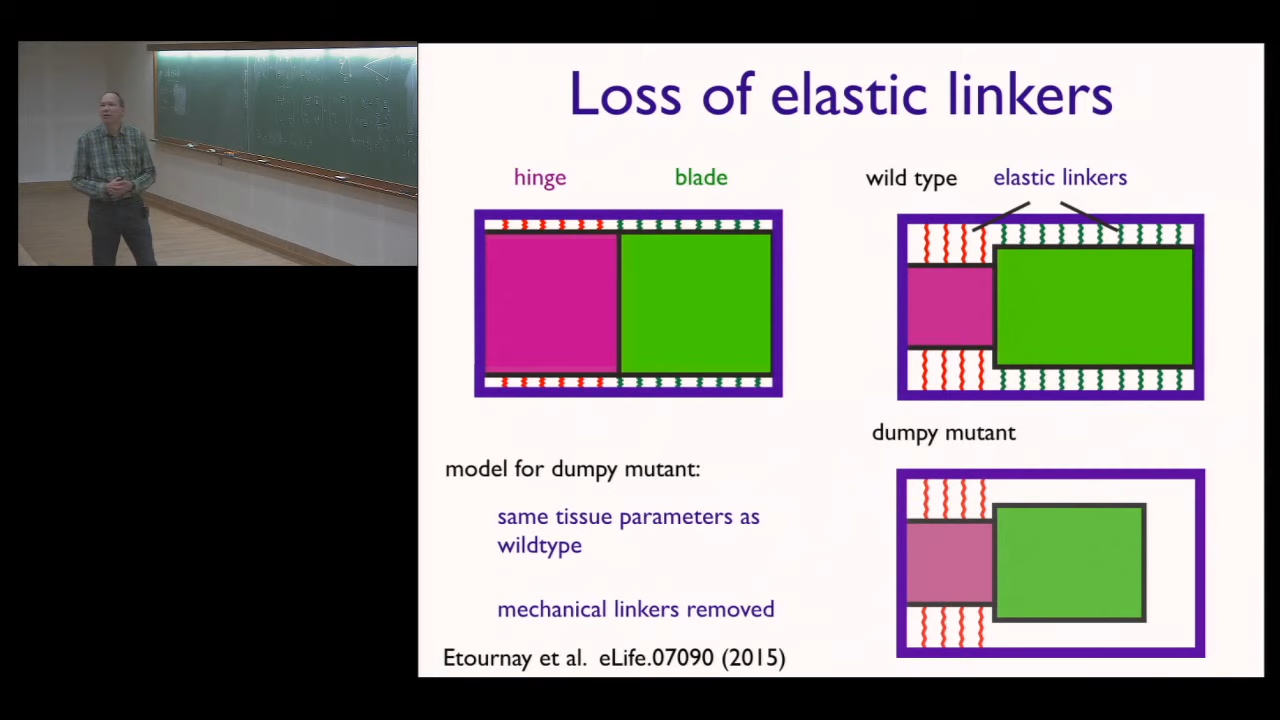 Loss of elastic linkers
hinge
blade
wild type
elastic linkers
dumpy mutant
model for dumpy mutant:
same tissue parameters as
wildtype
mechanical linkers removed
Etournay et al. eLife.07090 (2015)